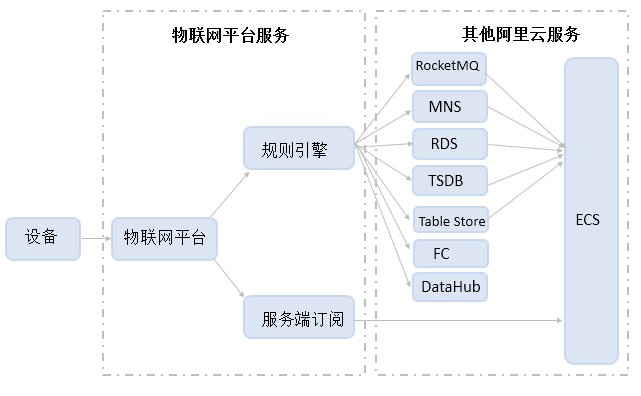 物联网平台服务
其他阿里云服务
RocketMQ
MNS
规则引擎
RDS
TSDB
Table Store
ECS
设备
物联网平台
FC
DataHub
服务端订阅